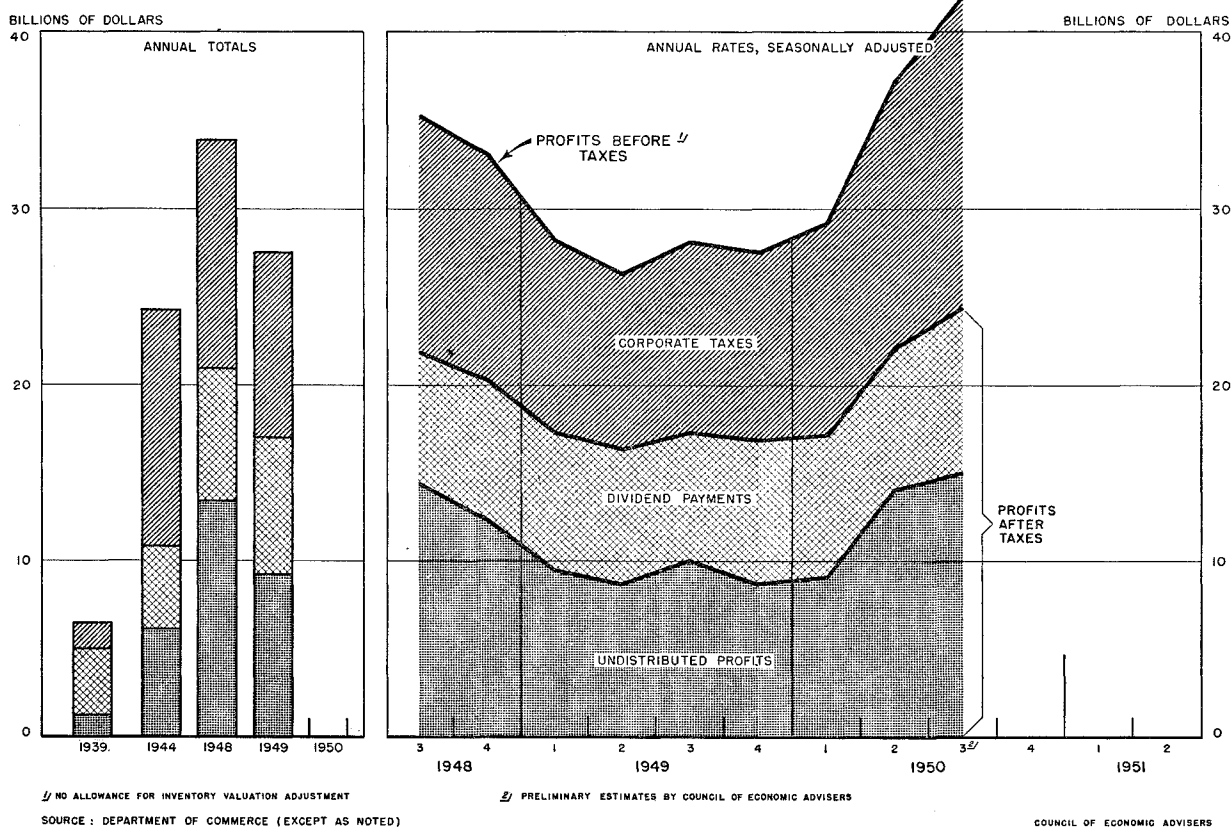 BILLIONS OF DOLLARS
BILLIONS OF DOLLARS
40
ANNUAL TOTALS
ANNUAL RATES, SEASONALLY ADJUSTED
40
PROFITS BEFORE 1/
TAXES
30
30
CORPORATE TAXES
20
20
DIVIDEND PAYMENTS
PROFITS
AFTER
TAXES
10
10
UNDISTRIBUTED PROFITS
0
0
1939. 1944 1948 1949 1950
3 4 1 2 3 4 1 2 3 2/ 4 1 2
1948 1949 1950 1951
1/ NO ALLOWANCE FOR INVENTORY VALUATION ADJUSTMENT
2/ PRELIMINARY ESTIMATES BY COUNCIL OF ECONOMIC ADVISERS
SOURCE: DEPARTMENT OF COMMERCE (EXCEPT AS NOTED)
COUNCIL OF ECONOMIC ADVISERS